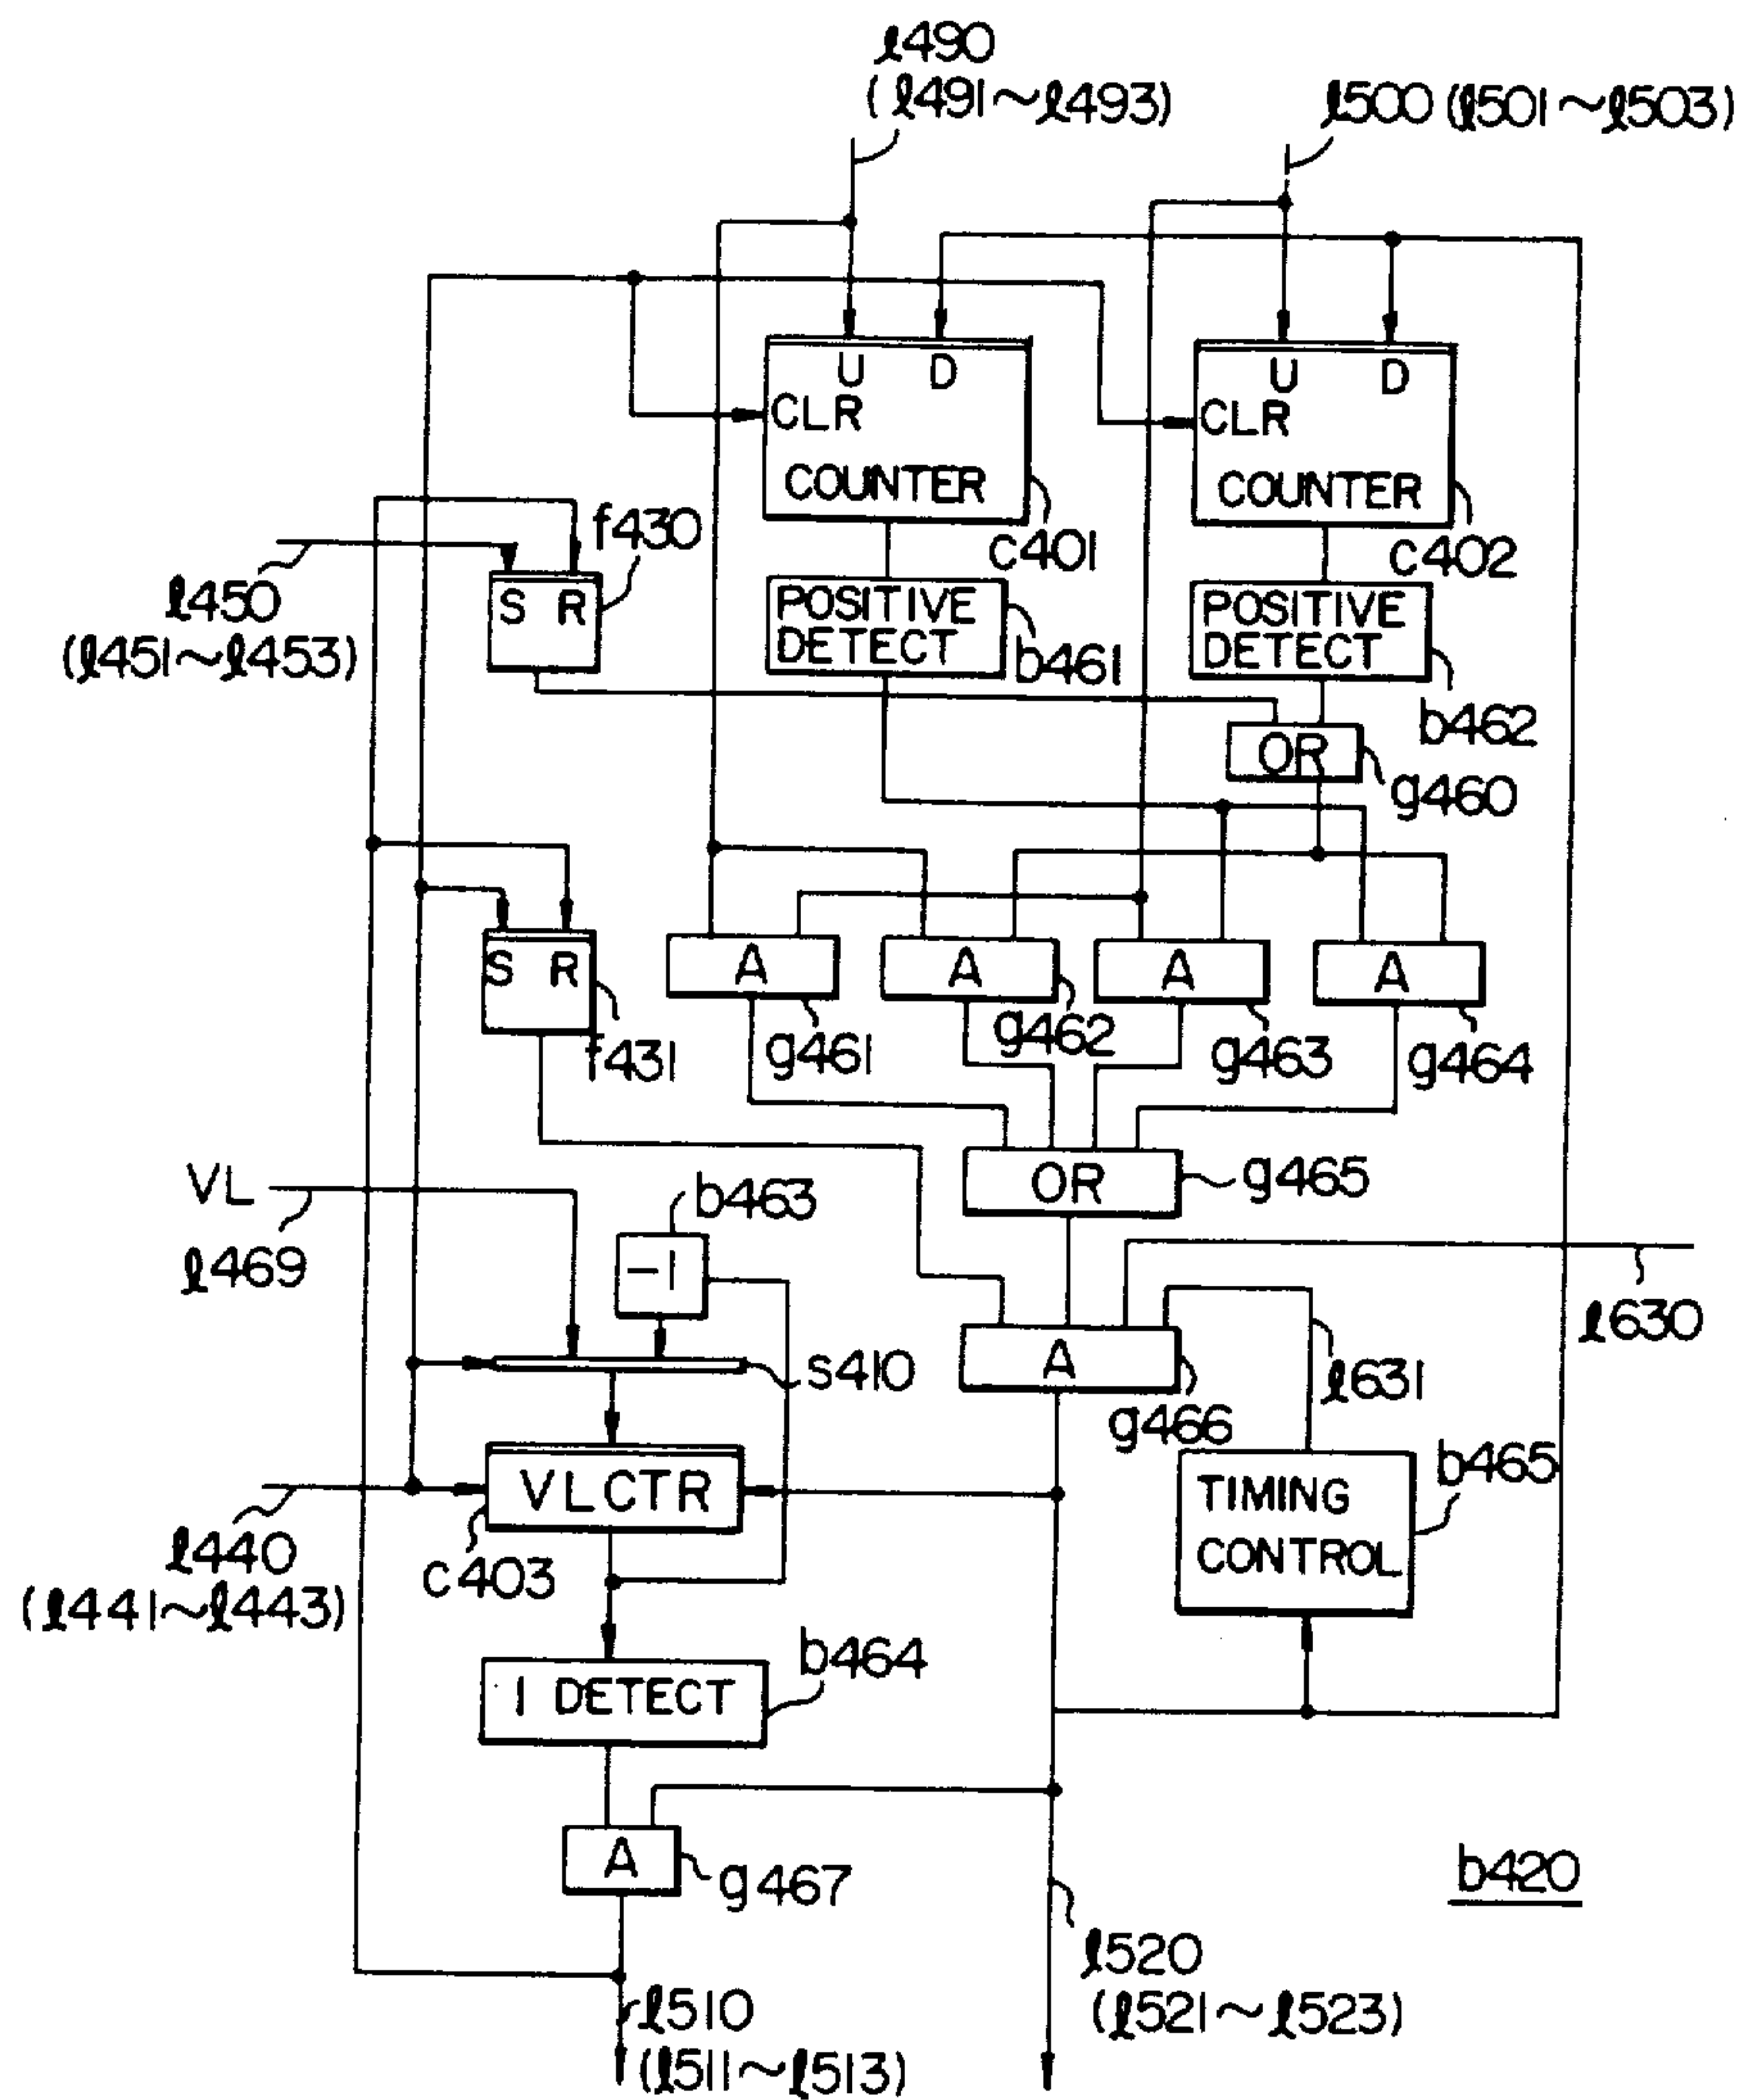 ℓ490
(ℓ491~ℓ493)
ℓ500 (ℓ501~ℓ503)
U D
CLR
COUNTER
U D
CLR
COUNTER
c401
c402
f430
ℓ450
(ℓ451~ℓ453)
S R
POSITIVE
DETECT
b461
POSITIVE
DETECT
b462
OR
g460
S R
f431
A
g461
A
g462
A
g463
A
g464
OR
g465
VL
ℓ469
b463
-1
s410
A
g466
ℓ630
ℓ631
VLCTR
c403
ℓ440
(ℓ441~ℓ443)
TIMING
CONTROL
b465
1 DETECT
b464
A
g467
b420
ℓ510
(ℓ511~ℓ513)
ℓ520
(ℓ521~ℓ523)